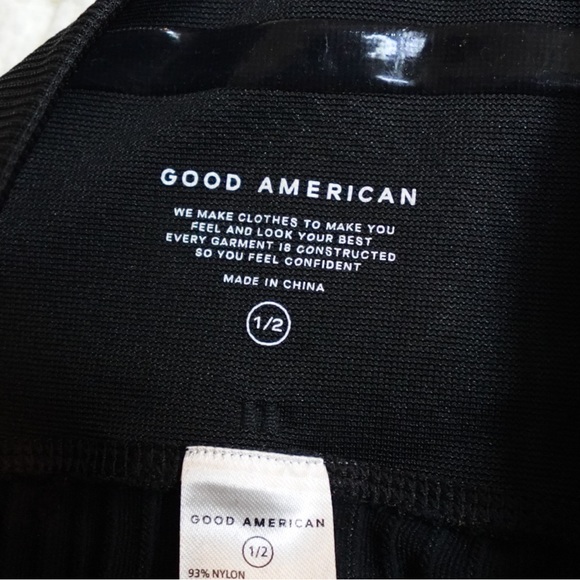 GOOD AMERICAN
WE MAKE CLOTHES TO MAKE YOU
FEEL AND LOOK YOUR BEST
EVERY GARMENT IS CONSTRUCTED
SO YOU FEEL CONFIDENT
MADE IN CHINA
1/2
GOOD AMERICAN
1/2
93% NYLON